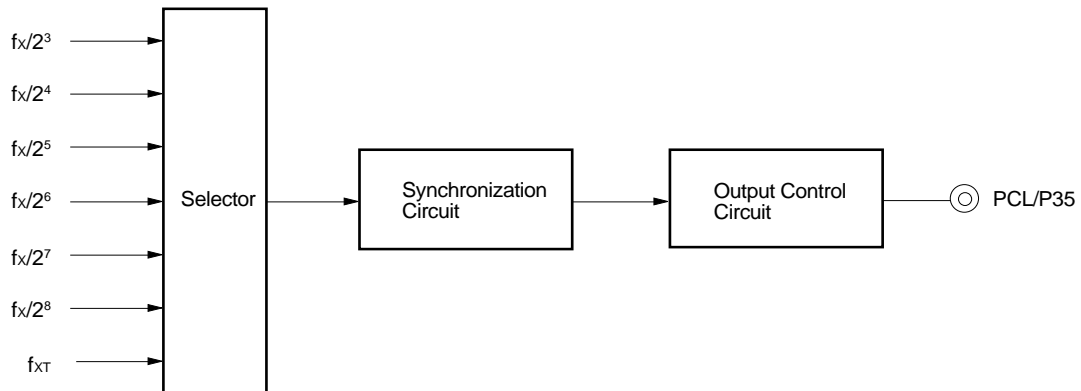 fX/2³
fX/2⁴
fX/2⁵
fX/2⁶
fX/2⁷
fX/2⁸
fXT
Selector
Synchronization
Circuit
Output Control
Circuit
PCL/P35